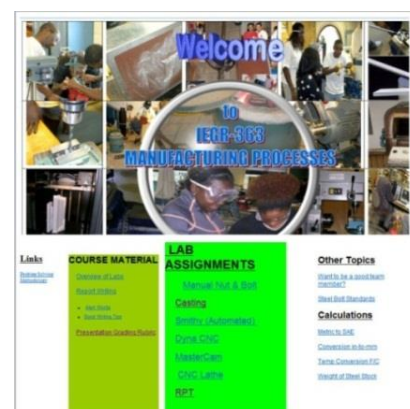 Welcome
to
IEGR-363
MANUFACTURING PROCESSES
Links
COURSE MATERIAL
Overview of Labs
Report Writing
Presentation Grading Rubric
LAB
ASSIGNMENTS
Manual Nut & Bolt
Casting
Smithy (Automated)
Dyna CNC
MasterCam
CNC Lathe
RPT
Other Topics
Want to be a good team
member?
Steel Bolt Standards
Calculations
Metric to SAE
Conversion in-to-mm
Temp Conversion F/C
Weight of Steel Stock